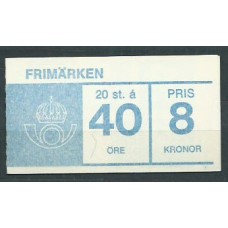 FRIMÄRKEN
20 st. á
40
ÖRE
PRIS
8
KRONOR